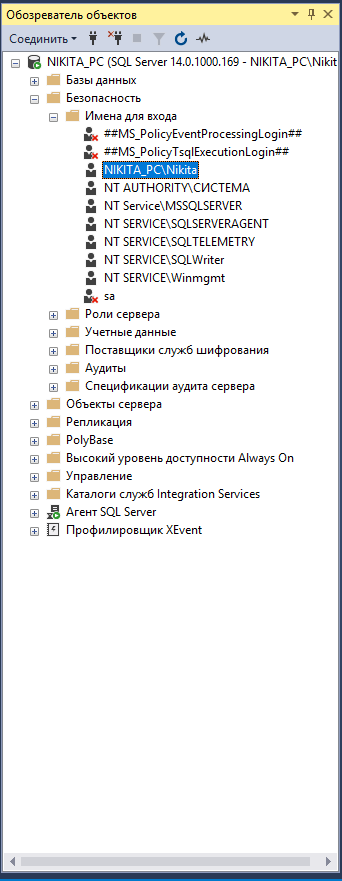 Обозреватель объектов
Соединить
NIKITA_PC (SQL Server 14.0.1000.169 - NIKITA_PC\Nikit
Базы данных
Безопасность
Имена для входа
##MS_PolicyEventProcessingLogin##
##MS_PolicyTsqlExecutionLogin##
NIKITA_PC\Nikita
NT AUTHORITY\СИСТЕМА
NT Service\MSSQLSERVER
NT SERVICE\SQLSERVERAGENT
NT SERVICE\SQLTELEMETRY
NT SERVICE\SQLWriter
NT SERVICE\Winmgmt
sa
Роли сервера
Учетные данные
Поставщики служб шифрования
Аудиты
Спецификации аудита сервера
Объекты сервера
Репликация
PolyBase
Высокий уровень доступности Always On
Управление
Каталоги служб Integration Services
Агент SQL Server
Профилировщик XEvent